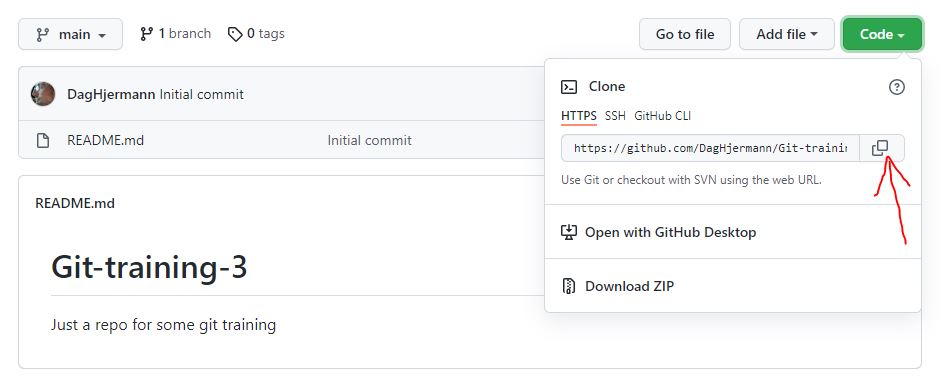 main
1 branch
0 tags
Go to file
Add file
Code
DagHjermann Initial commit
README.md
Initial commit
README.md
Git-training-3
Just a repo for some git training
Clone
HTTPS SSH GitHub CLI
https://github.com/DagHjermann/Git-trainin
Use Git or checkout with SVN using the web URL.
Open with GitHub Desktop
Download ZIP